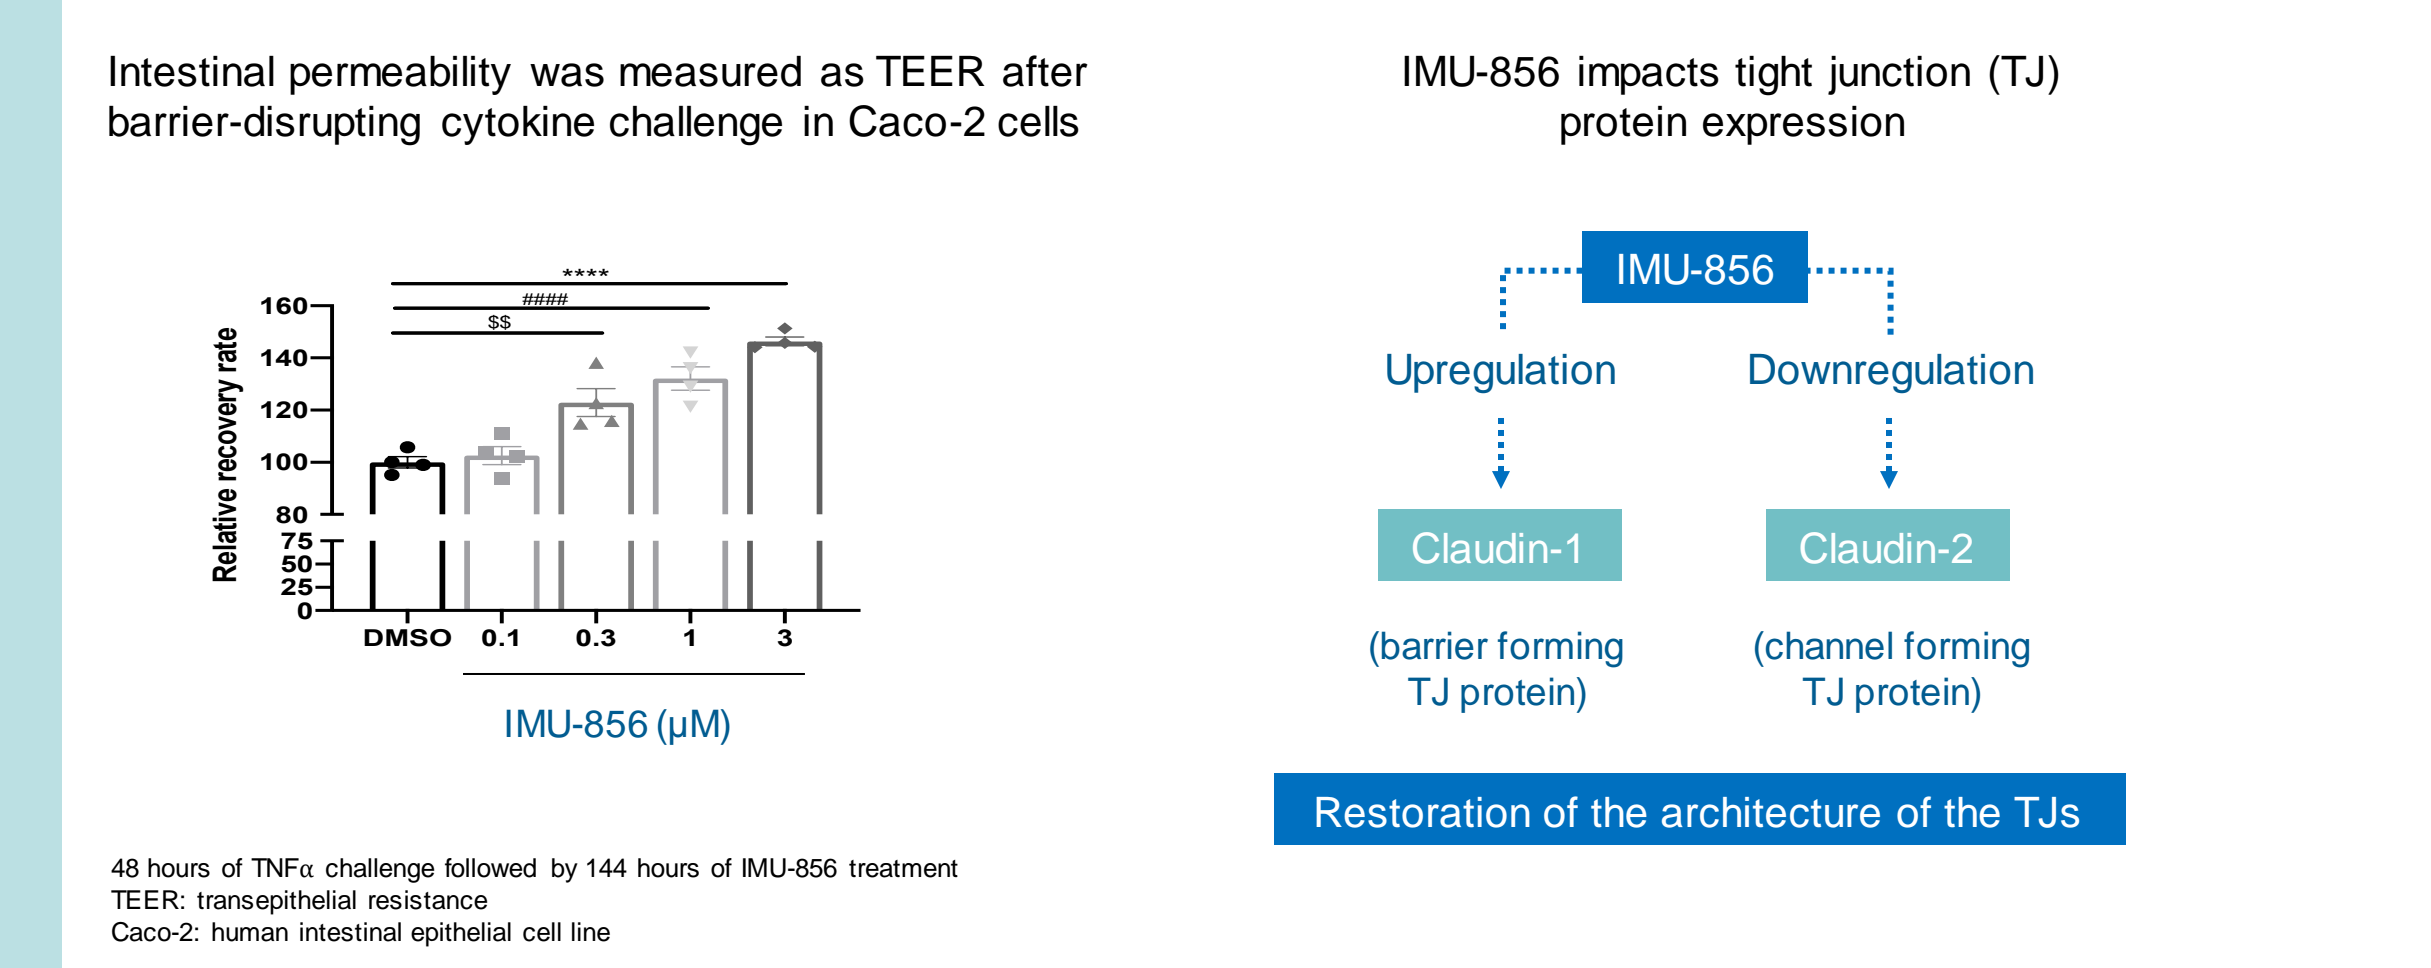 Intestinal permeability was measured as TEER after
barrier-disrupting cytokine challenge in Caco-2 cells
****
####
$$
160
140
120
100
80
75
50
25
0
Relative recovery rate
DMSO 0.1 0.3 1 3
IMU-856 (µM)
48 hours of TNFα challenge followed by 144 hours of IMU-856 treatment
TEER: transepithelial resistance
Caco-2: human intestinal epithelial cell line
IMU-856 impacts tight junction (TJ)
protein expression
IMU-856
Upregulation
Downregulation
Claudin-1
Claudin-2
(barrier forming
TJ protein)
(channel forming
TJ protein)
Restoration of the architecture of the TJs